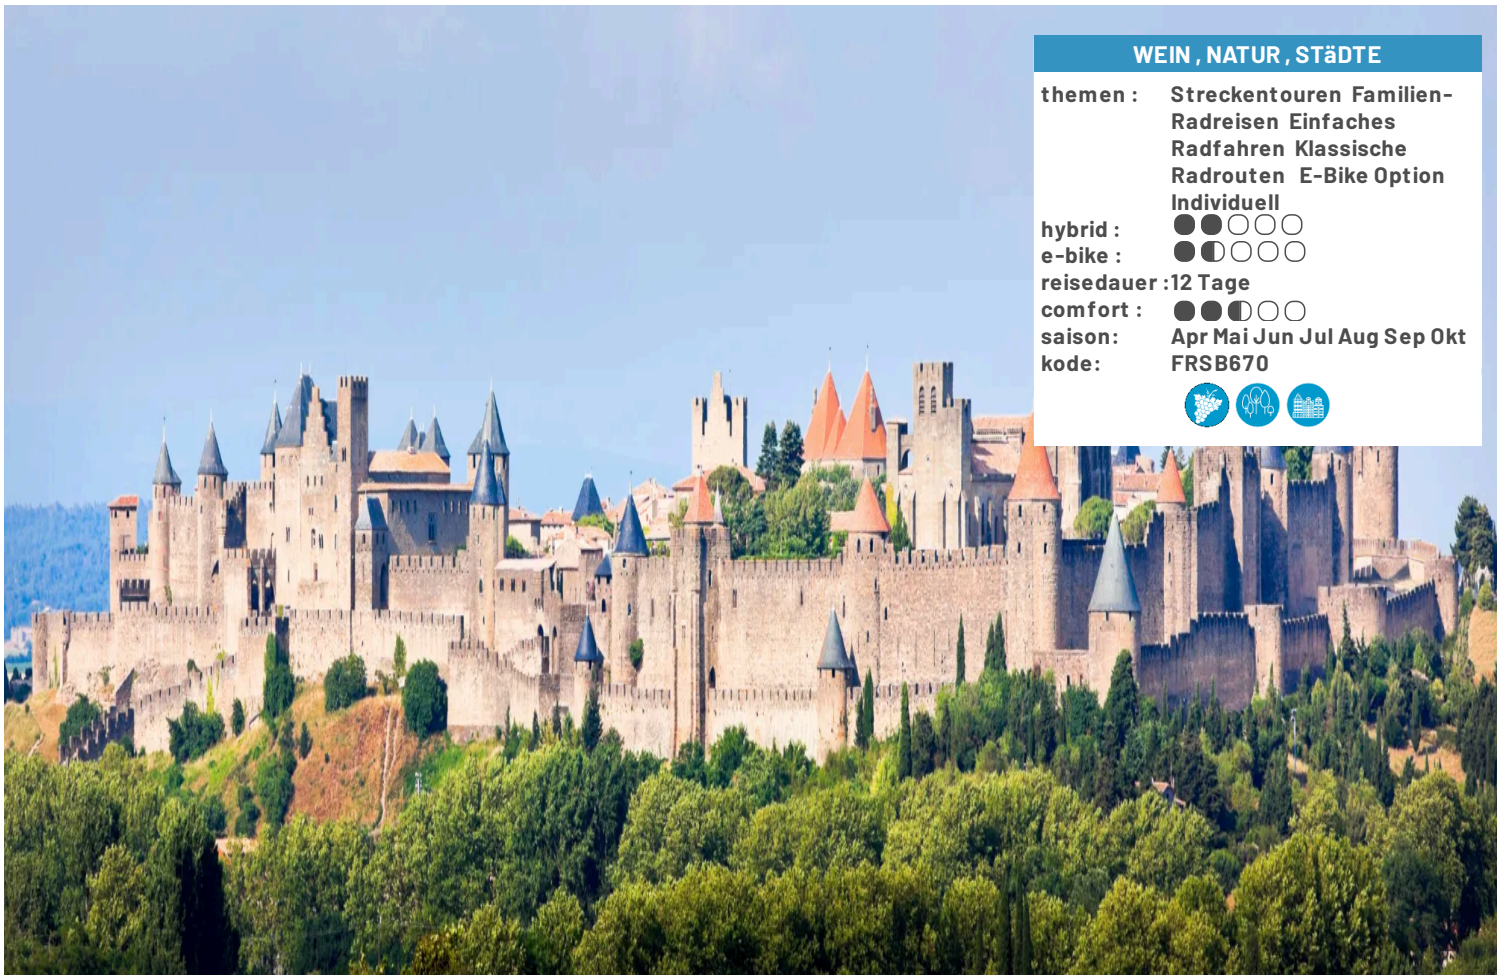 WEIN , NATUR , STäDTE
themen : Streckentouren Familien-
Radreisen Einfaches
Radfahren Klassische
Radrouten E-Bike Option
Individuell
hybrid :
e-bike :
reisedauer :12 Tage
comfort :
saison: Apr Mai Jun Jul Aug Sep Okt
kode: FRSB670